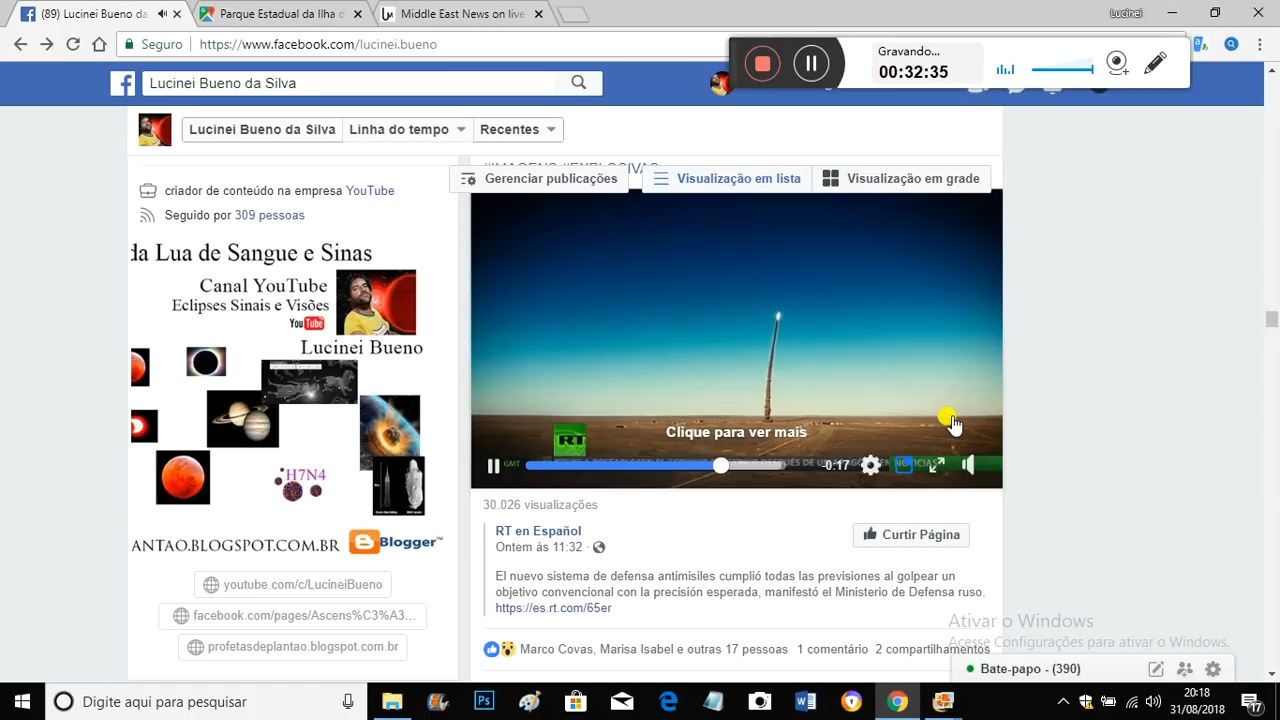 (89) Lucinei Bueno da
Parque Estadual da Ilha d
Middle East News on live
Lucinei
Seguro
https://www.facebook.com/lucinei.bueno
Gravando...
00:32:35
Lucinei Bueno da Silva
Lucinei Bueno da Silva
Linha do tempo
Recentes
Gerenciar publicações
Visualização em lista
Visualização em grade
criador de conteúdo na empresa YouTube
Seguido por 309 pessoas
da Lua de Sangue e Sinas
Canal YouTube
Eclipses Sinais e Visões
YouTube
Lucinei Bueno
H7N4
ANTAO.BLOGSPOT.COM.BR
Blogger
youtube.com/c/LucineiBueno
facebook.com/pages/Ascens%C3%A3...
profetasdeplantao.blogspot.com.br
RT
Clique para ver mais
GMT
NOTICIAS
-0:17
30.026 visualizações
RT en Español
Ontem às 11:32
Curtir Página
El nuevo sistema de defensa antimisiles cumplió todas las previsiones al golpear un
objetivo convencional con la precisión esperada, manifestó el Ministerio de Defensa ruso.
https://es.rt.com/65er
Marco Covas, Marisa Isabel e outras 17 pessoas
1 comentário
2 compartilhamentos
Ativar o Windows
Acesse Configurações para ativar o Windows.
Bate-papo - (390)
Digite aqui para pesquisar
20:18
31/08/2018
17